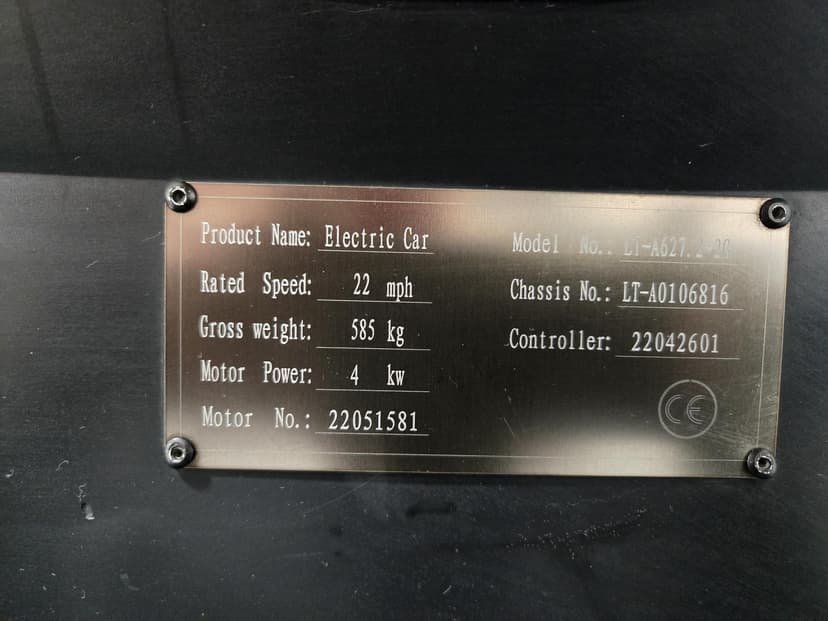 Product Name: Electric Car
Rated Speed: 22 mph
Gross weight: 585 kg
Motor Power: 4 kw
Motor No.: 22051581
Model No.:
Chassis No.: LT-A0106816
Controller: 22042601
CE